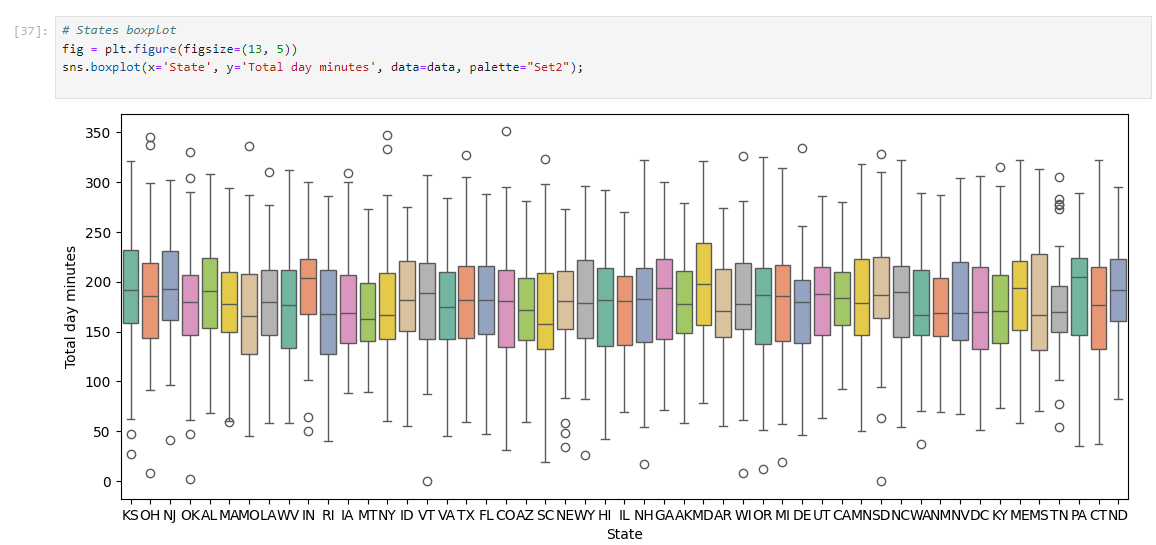 [37]:
# States boxplot
fig = plt.figure(figsize=(13, 5))
sns.boxplot(x='State', y='Total day minutes', data=data, palette="Set2");
350
300
250
200
150
100
50
0
Total day minutes
KS OH NJ OK AL MA MO LA WV IN RI IA MT NY ID VT VA TX FL CO AZ SC NE WY HI IL NH GA AK MD AR WI OR MI DE UT CA MN SD NC WA NM NV DC KY ME MS TN PA CT ND
State